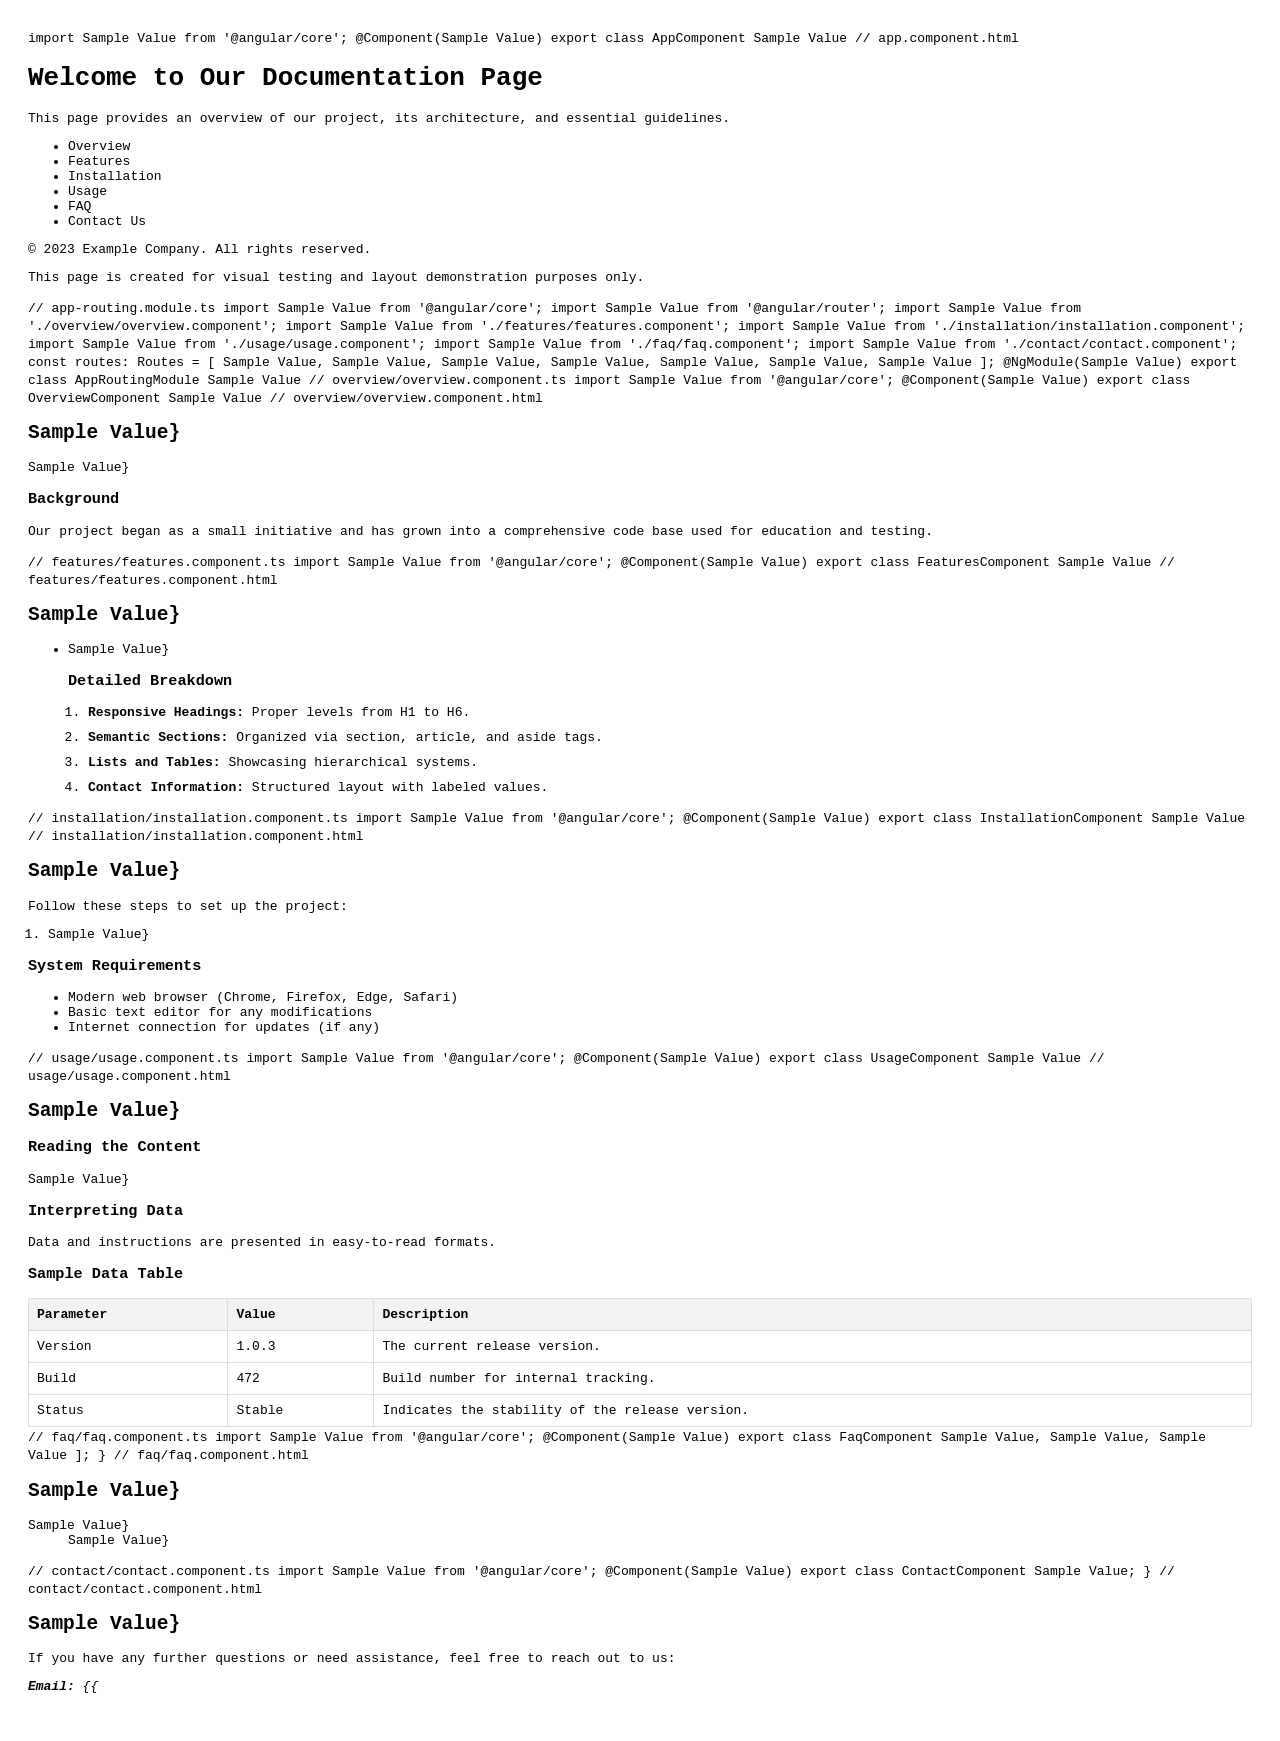 import Sample Value from '@angular/core'; @Component(Sample Value) export class AppComponent Sample Value // app.component.html
Welcome to Our Documentation Page
This page provides an overview of our project, its architecture, and essential guidelines.
• Overview
• Features
• Installation
• Usage
• FAQ
• Contact Us
© 2023 Example Company. All rights reserved.
This page is created for visual testing and layout demonstration purposes only.
// app-routing.module.ts import Sample Value from '@angular/core'; import Sample Value from '@angular/router'; import Sample Value from
'./overview/overview.component'; import Sample Value from './features/features.component'; import Sample Value from './installation/installation.component';
import Sample Value from './usage/usage.component'; import Sample Value from './faq/faq.component'; import Sample Value from './contact/contact.component';
const routes: Routes = [ Sample Value, Sample Value, Sample Value, Sample Value, Sample Value, Sample Value, Sample Value ]; @NgModule(Sample Value) export
class AppRoutingModule Sample Value // overview/overview.component.ts import Sample Value from '@angular/core'; @Component(Sample Value) export class
OverviewComponent Sample Value // overview/overview.component.html
Sample Value}
Sample Value}
Background
Our project began as a small initiative and has grown into a comprehensive code base used for education and testing.
// features/features.component.ts import Sample Value from '@angular/core'; @Component(Sample Value) export class FeaturesComponent Sample Value //
features/features.component.html
Sample Value}
• Sample Value}
Detailed Breakdown
1. Responsive Headings: Proper levels from H1 to H6.
2. Semantic Sections: Organized via section, article, and aside tags.
3. Lists and Tables: Showcasing hierarchical systems.
4. Contact Information: Structured layout with labeled values.
// installation/installation.component.ts import Sample Value from '@angular/core'; @Component(Sample Value) export class InstallationComponent Sample Value
// installation/installation.component.html
Sample Value}
Follow these steps to set up the project:
1. Sample Value}
System Requirements
• Modern web browser (Chrome, Firefox, Edge, Safari)
• Basic text editor for any modifications
• Internet connection for updates (if any)
// usage/usage.component.ts import Sample Value from '@angular/core'; @Component(Sample Value) export class UsageComponent Sample Value //
usage/usage.component.html
Sample Value}
Reading the Content
Sample Value}
Interpreting Data
Data and instructions are presented in easy-to-read formats.
Sample Data Table
Parameter Value Description
Version 1.0.3 The current release version.
Build 472 Build number for internal tracking.
Status Stable Indicates the stability of the release version.
// faq/faq.component.ts import Sample Value from '@angular/core'; @Component(Sample Value) export class FaqComponent Sample Value, Sample Value, Sample
Value ]; } // faq/faq.component.html
Sample Value}
Sample Value}
Sample Value}
// contact/contact.component.ts import Sample Value from '@angular/core'; @Component(Sample Value) export class ContactComponent Sample Value; } //
contact/contact.component.html
Sample Value}
If you have any further questions or need assistance, feel free to reach out to us:
Email: {{